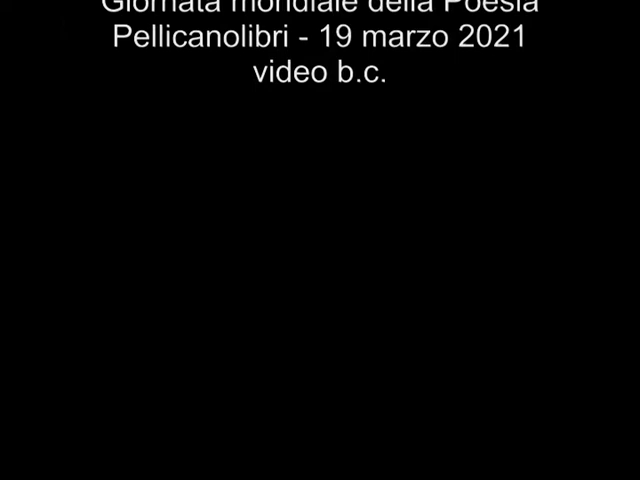 Giornata mondiale della Poesia
Pellicanolibri - 19 marzo 2021
video b.c.